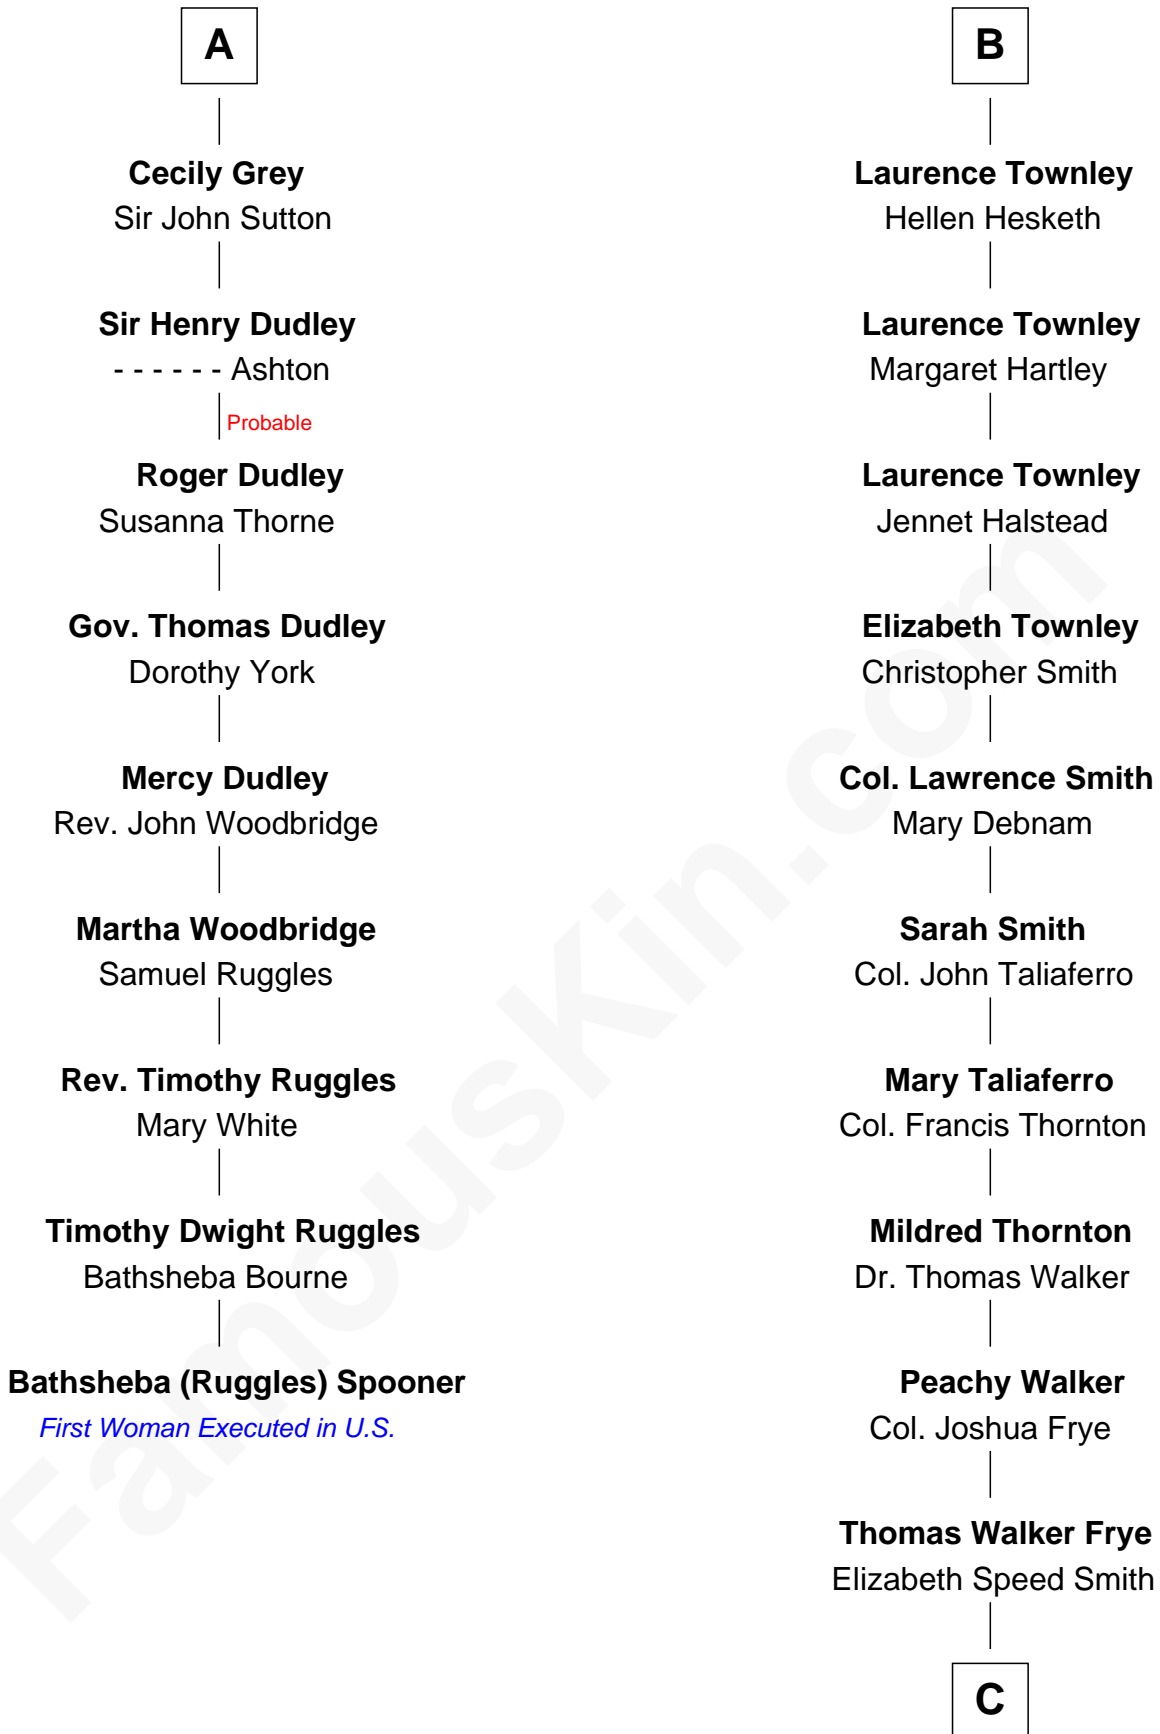 A
Cecily Grey
Sir John Sutton
Sir Henry Dudley
- - - - - - Ashton
Probable
Roger Dudley
Susanna Thorne
Gov. Thomas Dudley
Dorothy York
Mercy Dudley
Rev. John Woodbridge
Martha Woodbridge
Samuel Ruggles
Rev. Timothy Ruggles
Mary White
Timothy Dwight Ruggles
Bathsheba Bourne
Bathsheba (Ruggles) Spooner
First Woman Executed in U.S.
B
Laurence Townley
Hellen Hesketh
Laurence Townley
Margaret Hartley
Laurence Townley
Jennet Halstead
Elizabeth Townley
Christopher Smith
Col. Lawrence Smith
Mary Debnam
Sarah Smith
Col. John Taliaferro
Mary Taliaferro
Col. Francis Thornton
Mildred Thornton
Dr. Thomas Walker
Peachy Walker
Col. Joshua Frye
Thomas Walker Frye
Elizabeth Speed Smith
C
FamousKin.com